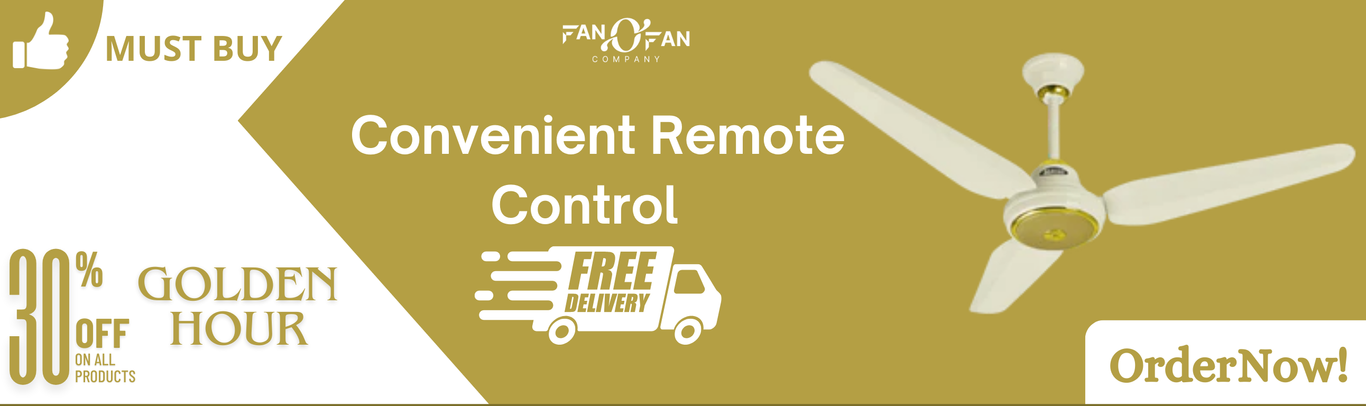 MUST BUY
FAN O FAN
COMPANY
Convenient Remote
Control
FREE
DELIVERY
30%
OFF
ON ALL
PRODUCTS
GOLDEN
HOUR
OrderNow!